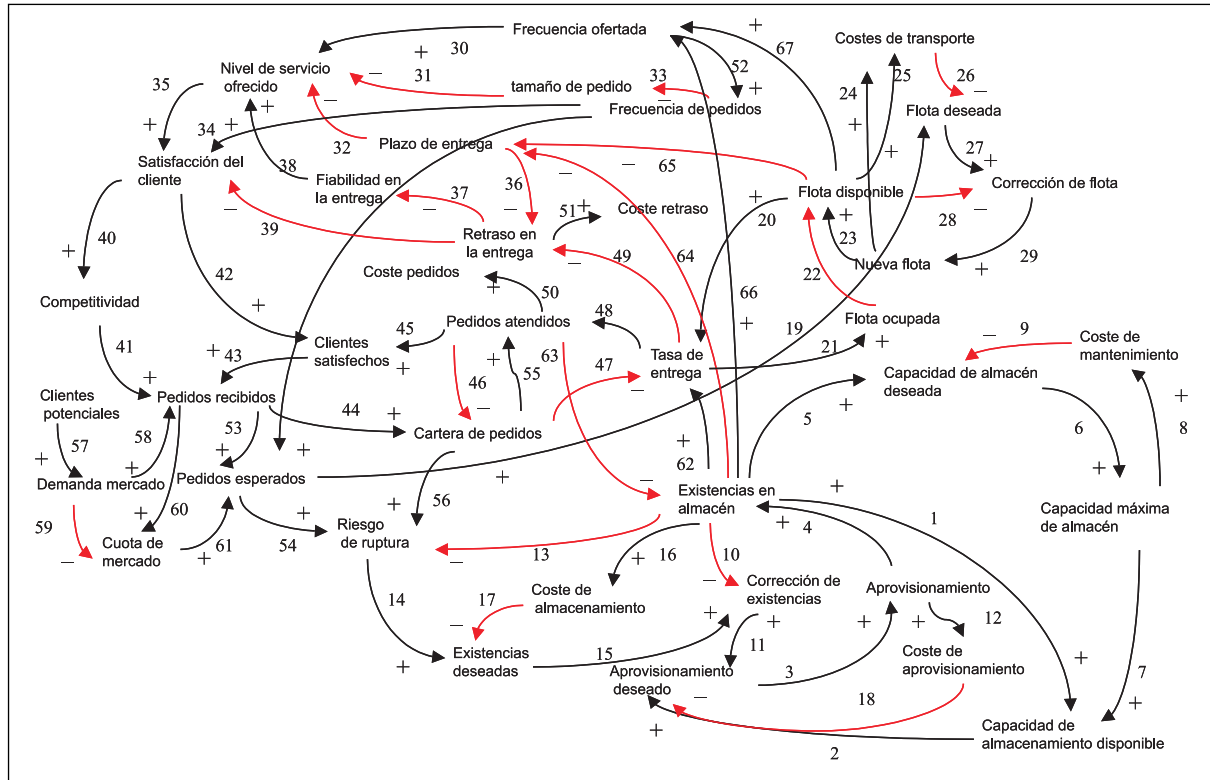 Frecuencia ofertada
+
67
Costes de transporte
+
30
52
35
Nivel de servicio
ofrecido
−
31
tamaño de pedido
33
−
+
Frecuencia de pedidos
24
25
26
−
Flota deseada
+
+
34
+
+
−
32
Plazo de entrega
−
65
−
27
+
Satisfacción del
cliente
38
Fiabilidad en
la entrega
37
−
36
−
51
+
Coste retraso
+
20
Flota disponible
28
−
Corrección de flota
−
39
Retraso en
la entrega
49
−
64
+
23
22
Nueva flota
+
29
+
40
42
Coste pedidos
+
50
66
+
Competitividad
+
45
Pedidos atendidos
48
19
Flota ocupada
+
−
9
Coste de
mantenimiento
41
+
43
Clientes
satisfechos
+
+
55
63
47
−
Tasa de
entrega
21
Capacidad de almacén
deseada
+
Clientes
potenciales
+
Pedidos recibidos
46
−
5
+
6
8
57
58
53
44
+
Cartera de pedidos
+
62
+
+
+
+
+
Demanda mercado
Pedidos esperados
+
−
Existencias en
almacén
+
+
4
1
Capacidad máxima
de almacén
59
+
60
+
56
−
Cuota de
mercado
+
61
54
+
Riesgo
de ruptura
−
13
+
16
10
−
Corrección de
existencias
Aprovisionamiento
14
17
Coste de
almacenamiento
+
+
+
+
12
−
11
Coste de
aprovisionamiento
+
7
+
Existencias
deseadas
15
Aprovisionamiento
deseado
−
3
18
+
+
2
Capacidad de
almacenamiento disponible